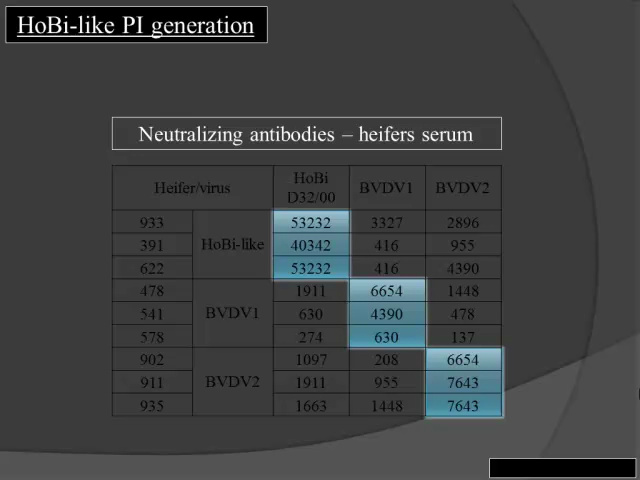 HoBi-like PI generation
Neutralizing antibodies – heifers serum
Heifer/virus HoBi D32/00 BVDV1 BVDV2
933 HoBi-like 53232 3327 2896
391 40342 416 955
622 53232 416 4390
478 BVDV1 1911 6654 1448
541 630 4390 478
578 274 630 137
902 BVDV2 1097 208 6654
911 1911 955 7643
935 1663 1448 7643